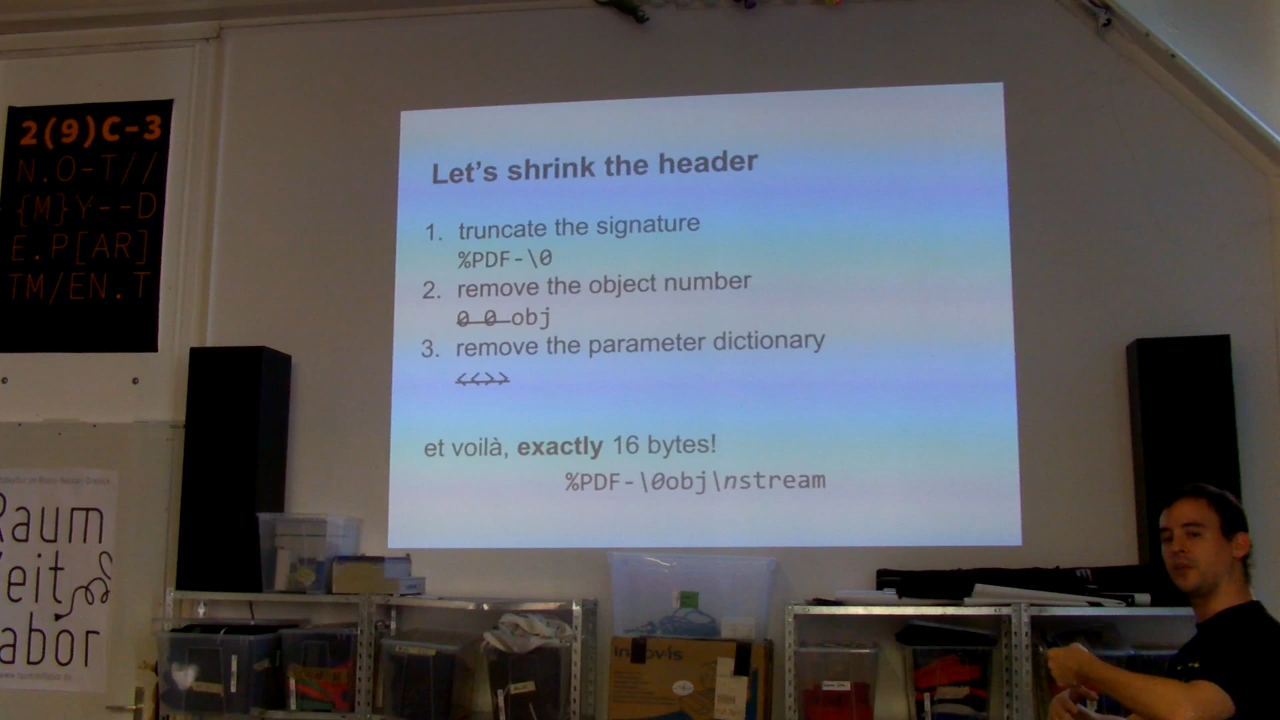 2(9)C-3
N.O-T//
{M}Y--D
E.P[AR]
TM/EN.T
Let's shrink the header
1. truncate the signature
%PDF-\0
2. remove the object number
0 0 obj
3. remove the parameter dictionary
<<>>
et voilà, exactly 16 bytes!
%PDF-\0obj\nstream
Raum
Zeit
Labor